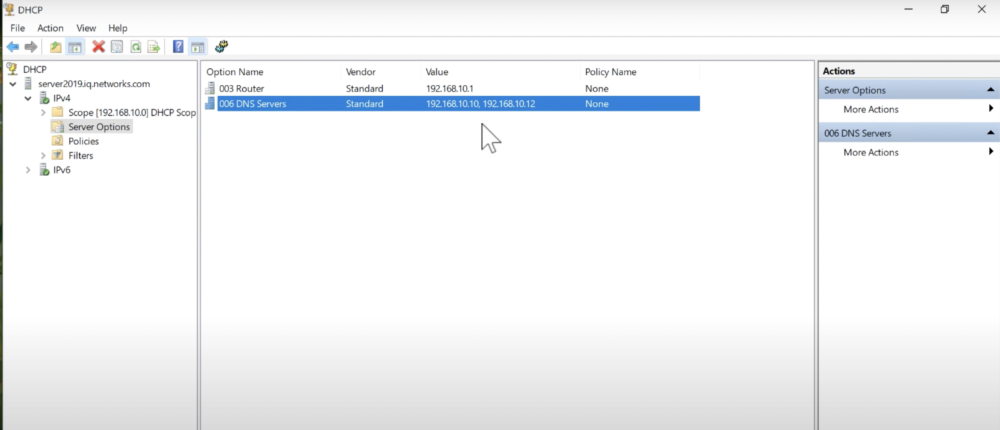 DHCP
File Action View Help
DHCP
server2019.iq.networks.com
IPv4
Scope [192.168.10.0] DHCP Scop
Server Options
Policies
Filters
IPv6
Option Name Vendor Value Policy Name
003 Router Standard 192.168.10.1 None
006 DNS Servers Standard 192.168.10.10, 192.168.10.12 None
Actions
Server Options
More Actions
006 DNS Servers
More Actions